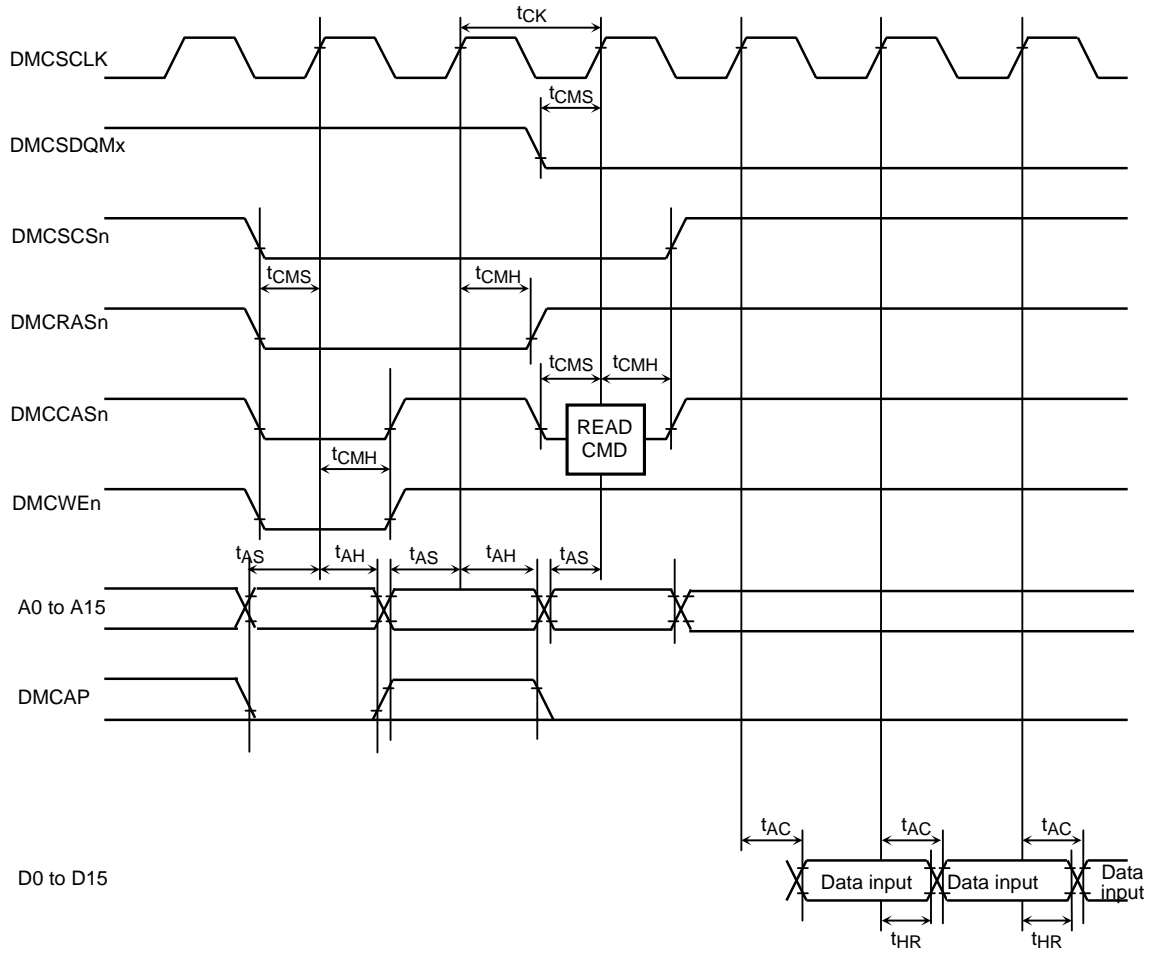 tCK
DMCSCLK
tCMS
DMCSDQMx
DMCSCSn
tCMS
tCMH
DMCRASn
tCMS
tCMH
DMCCASn
READ
CMD
tCMH
DMCWEn
tAS
tAH
tAS
tAH
tAS
A0 to A15
DMCAP
tAC
tAC
tAC
D0 to D15
Data input
Data input
Data
input
tHR
tHR